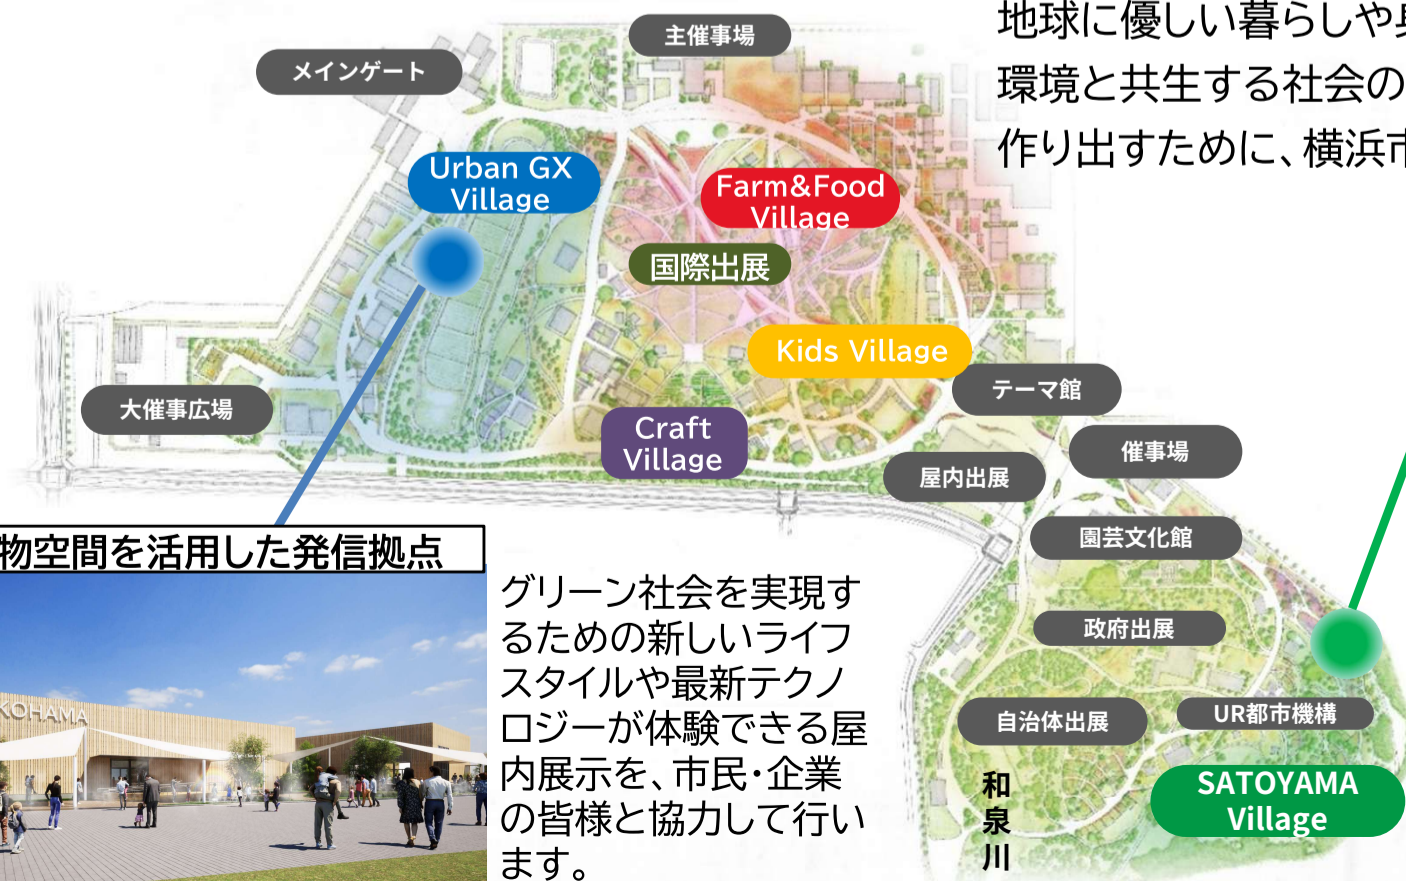 地球に優しい暮らしや
環境と共生する社会の
作り出すために、横浜市
主催事場
メインゲート
Urban GX
Village
Farm&Food
Village
国際出展
Kids Village
テーマ館
大催事広場
Craft
Village
催事場
屋内出展
園芸文化館
物空間を活用した発信拠点
政府出展
グリーン社会を実現す
るための新しいライフ
スタイルや最新テクノ
ロジーが体験できる屋
内展示を、市民・企業
の皆様と協力して行い
ます。
KOHAMA
自治体出展
UR都市機構
SATOYAMA
Village
和泉川